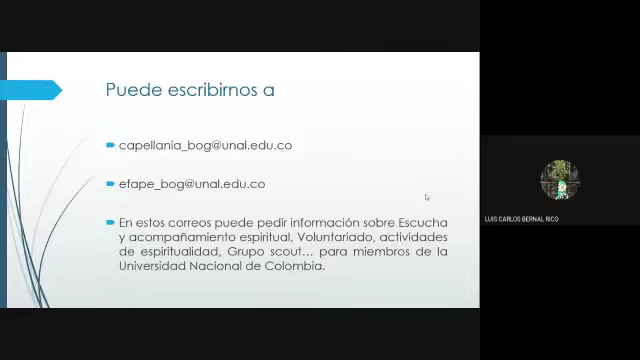 Puede escribirnos a
capellania_bog@unal.edu.co
efape_bog@unal.edu.co
En estos correos puede pedir información sobre Escucha
y acompañamiento espiritual, Voluntariado, actividades
de espiritualidad, Grupo scout... para miembros de la
Universidad Nacional de Colombia.
LUIS CARLOS BERNAL RICO